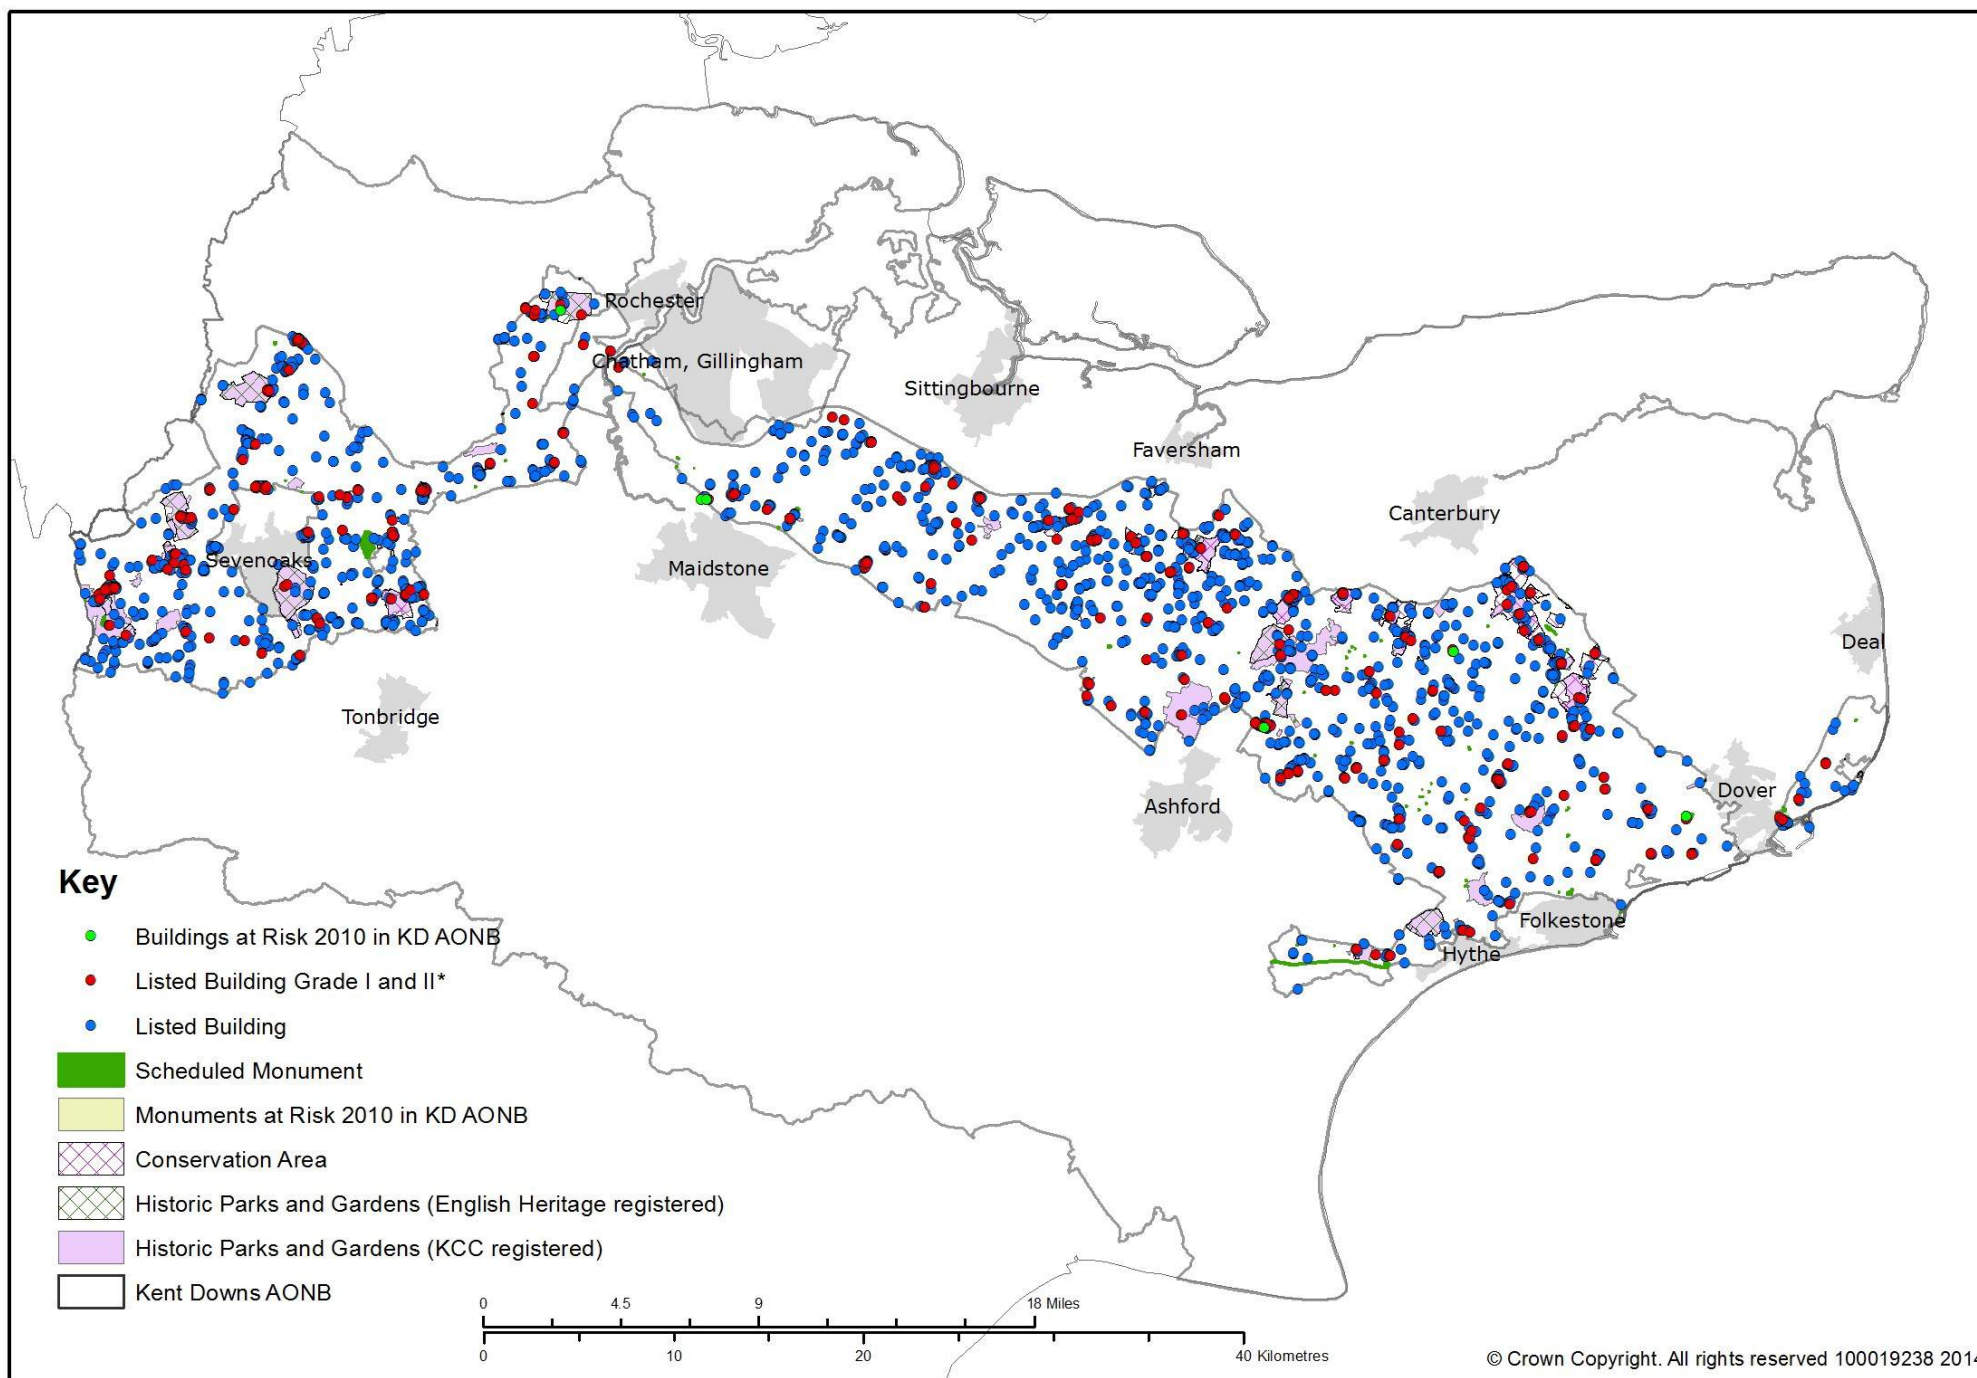 Rochester
Chatham, Gillingham
Sittingbourne
Faversham
Canterbury
Sevenoaks
Maidstone
Deal
Tonbridge
Ashford
Dover
Folkestone
Hythe
Key
Buildings at Risk 2010 in KD AONB
Listed Building Grade I and II*
Listed Building
Scheduled Monument
Monuments at Risk 2010 in KD AONB
Conservation Area
Historic Parks and Gardens (English Heritage registered)
Historic Parks and Gardens (KCC registered)
Kent Downs AONB
0 4.5 9 18 Miles
0 10 20 40 Kilometres
© Crown Copyright. All rights reserved 100019238 2014